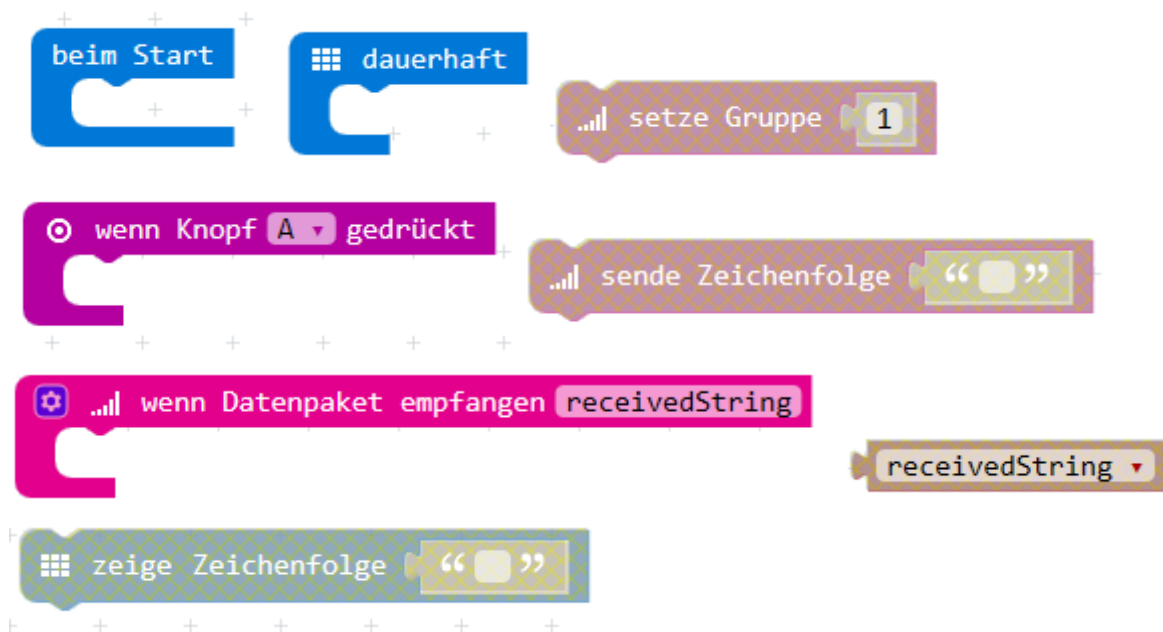 beim Start
dauerhaft
setze Gruppe 1
wenn Knopf A gedrückt
sende Zeichenfolge “ ”
wenn Datenpaket empfangen receivedString
receivedString
zeige Zeichenfolge “ ”